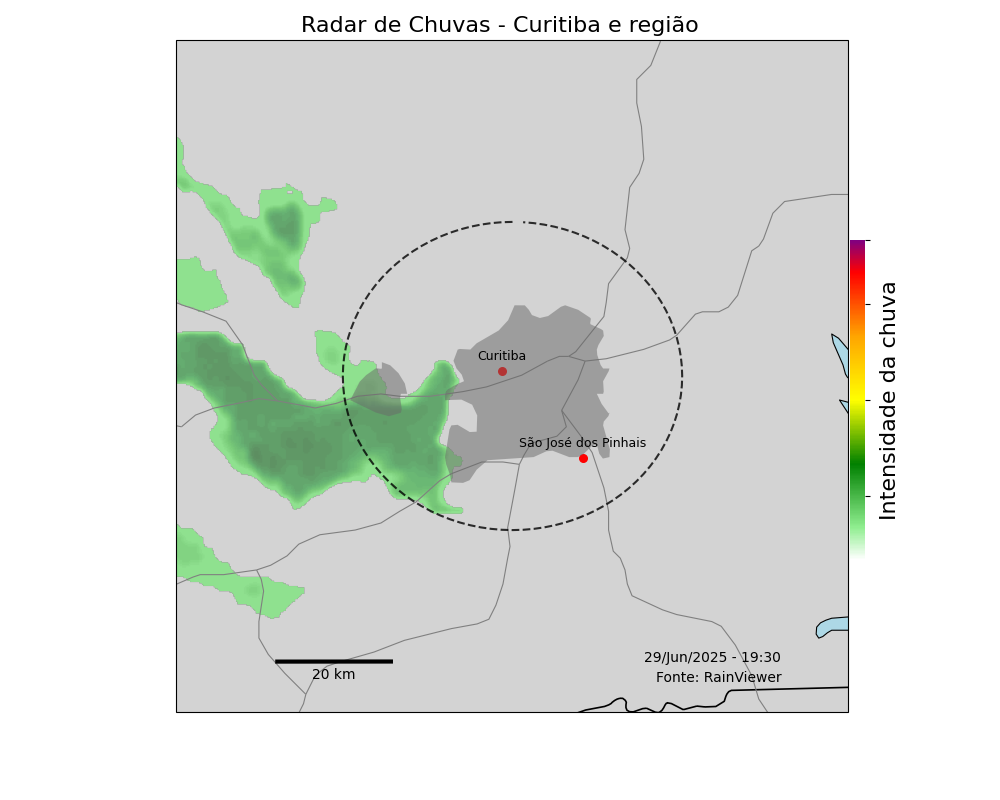 Radar de Chuvas - Curitiba e região
Curitiba
São José dos Pinhais
Intensidade da chuva
20 km
29/Jun/2025 - 19:30
Fonte: RainViewer